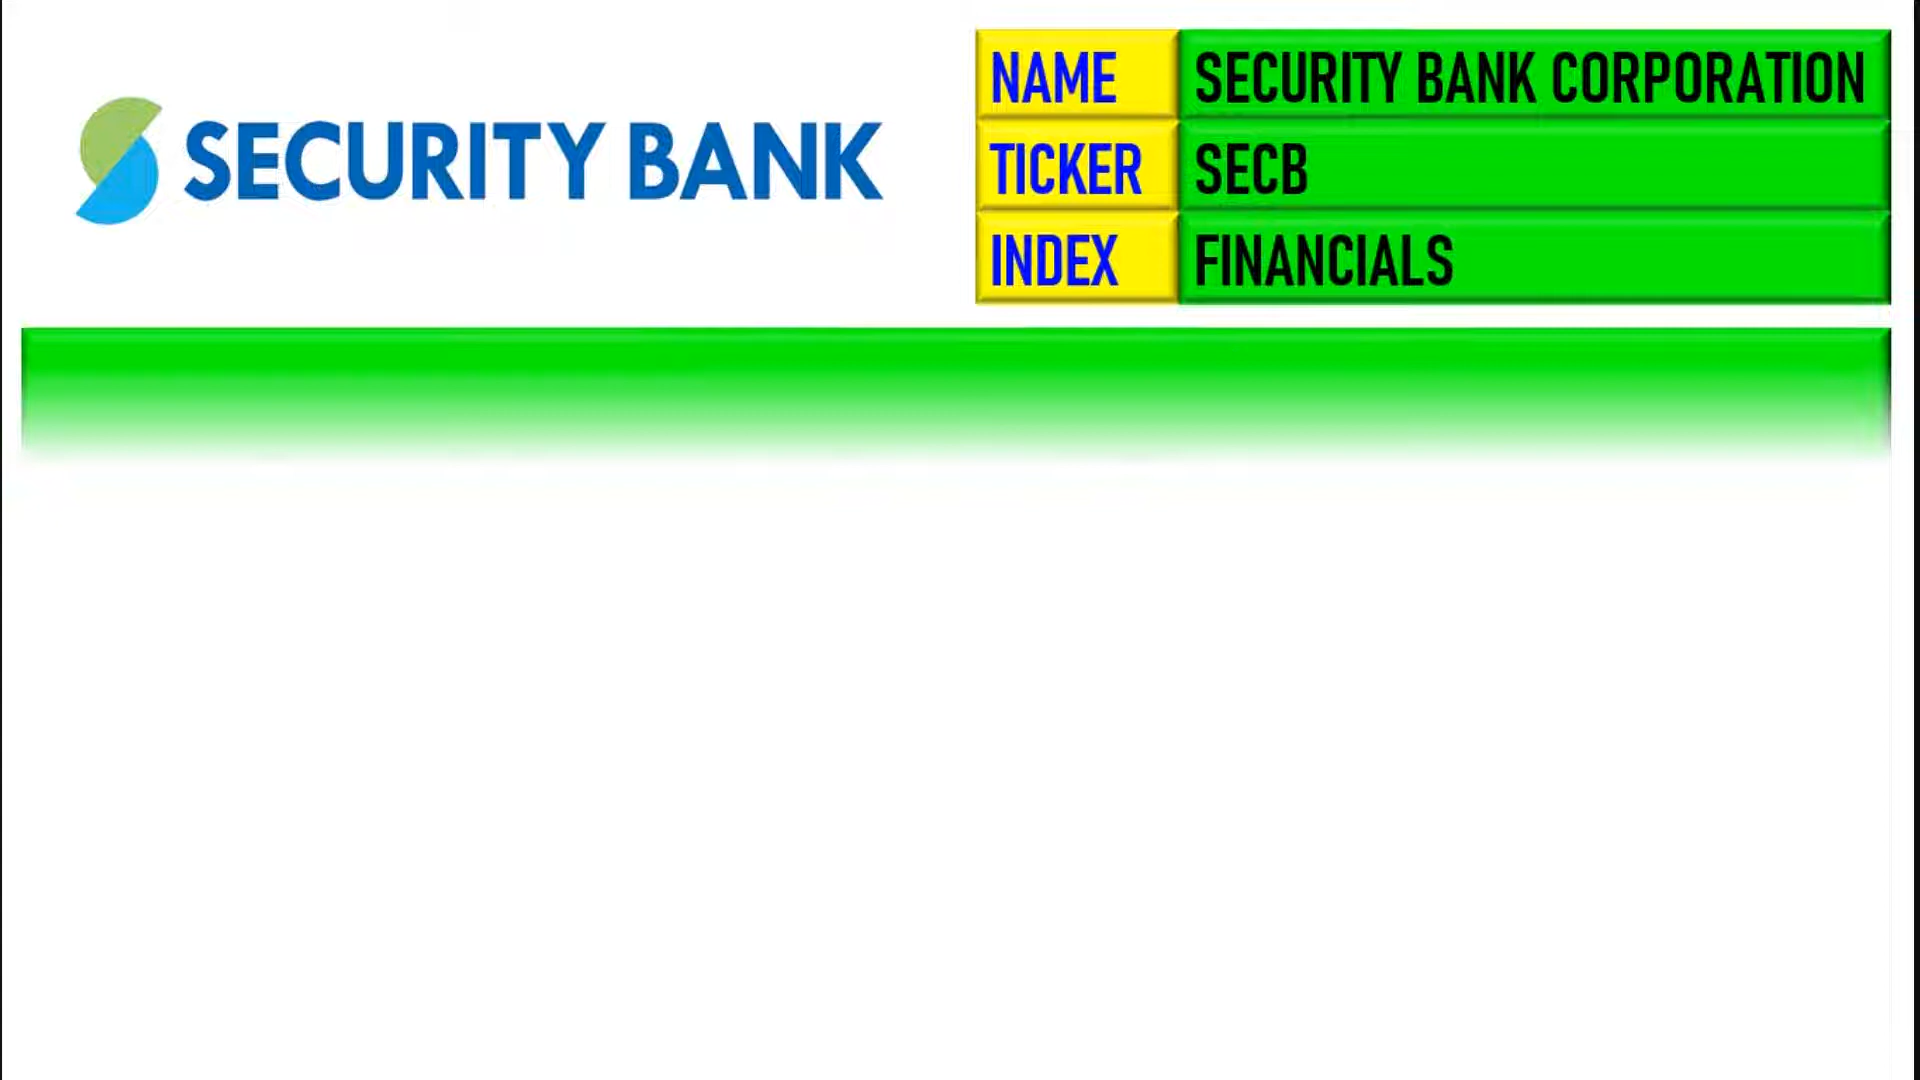 SECURITY BANK
NAME SECURITY BANK CORPORATION
TICKER SECB
INDEX FINANCIALS